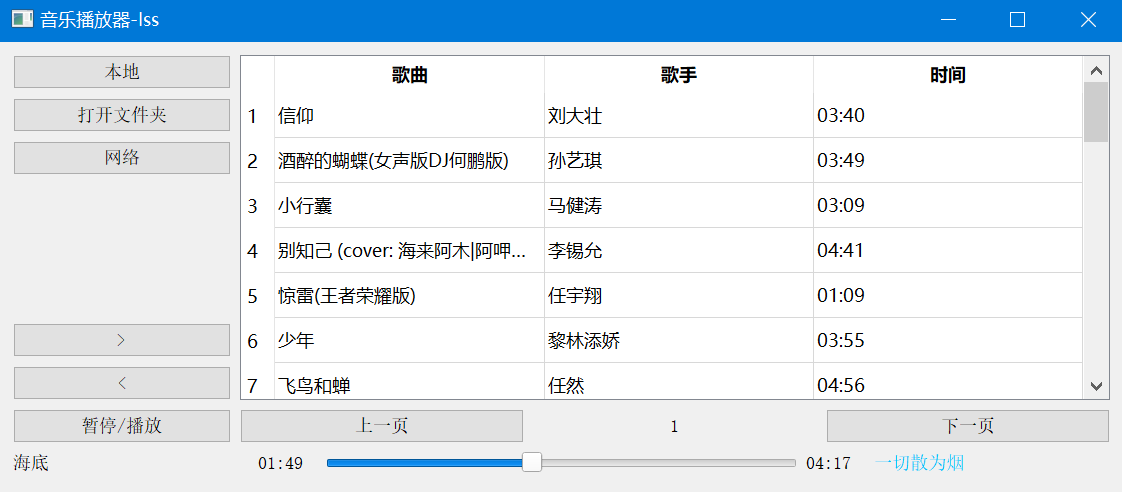 音乐播放器-lss
本地
打开文件夹
网络
歌曲 歌手 时间
1 信仰 刘大壮 03:40
2 酒醉的蝴蝶(女声版DJ何鹏版) 孙艺琪 03:49
3 小行囊 马健涛 03:09
4 别知己 (cover: 海来阿木|阿呷... 李锡允 04:41
5 惊雷(王者荣耀版) 任宇翔 01:09
6 少年 黎林添娇 03:55
7 飞鸟和蝉 任然 04:56
>
<
暂停/播放 上一页 1 下一页
海底 01:49 04:17 一切散为烟